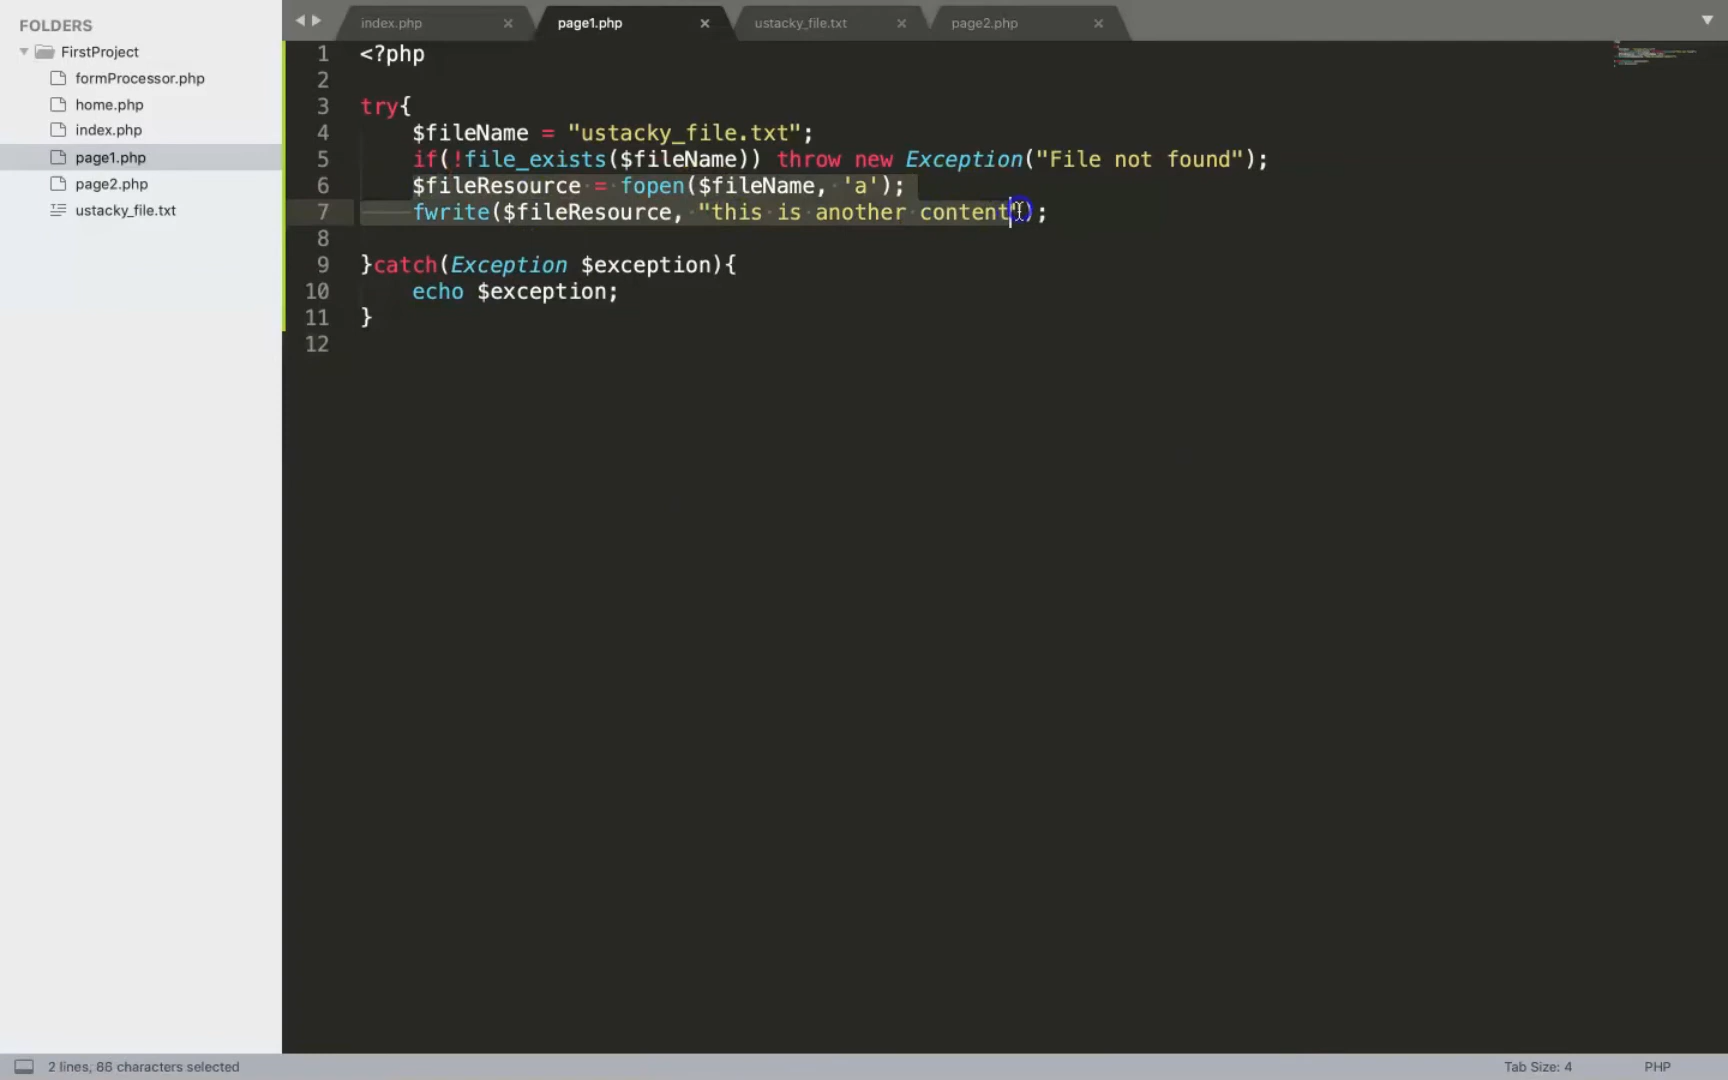 FOLDERS
FirstProject
formProcessor.php
home.php
index.php
page1.php
page2.php
ustacky_file.txt
index.php
page1.php
ustacky_file.txt
page2.php
1 <?php
2
3 try{
4 $fileName = "ustacky_file.txt";
5 if(!file_exists($fileName)) throw new Exception("File not found");
6 $fileResource = fopen($fileName, 'a');
7 fwrite($fileResource, "this is another content");
8
9 }catch(Exception $exception){
10 echo $exception;
11 }
12
2 lines, 86 characters selected
Tab Size: 4
PHP